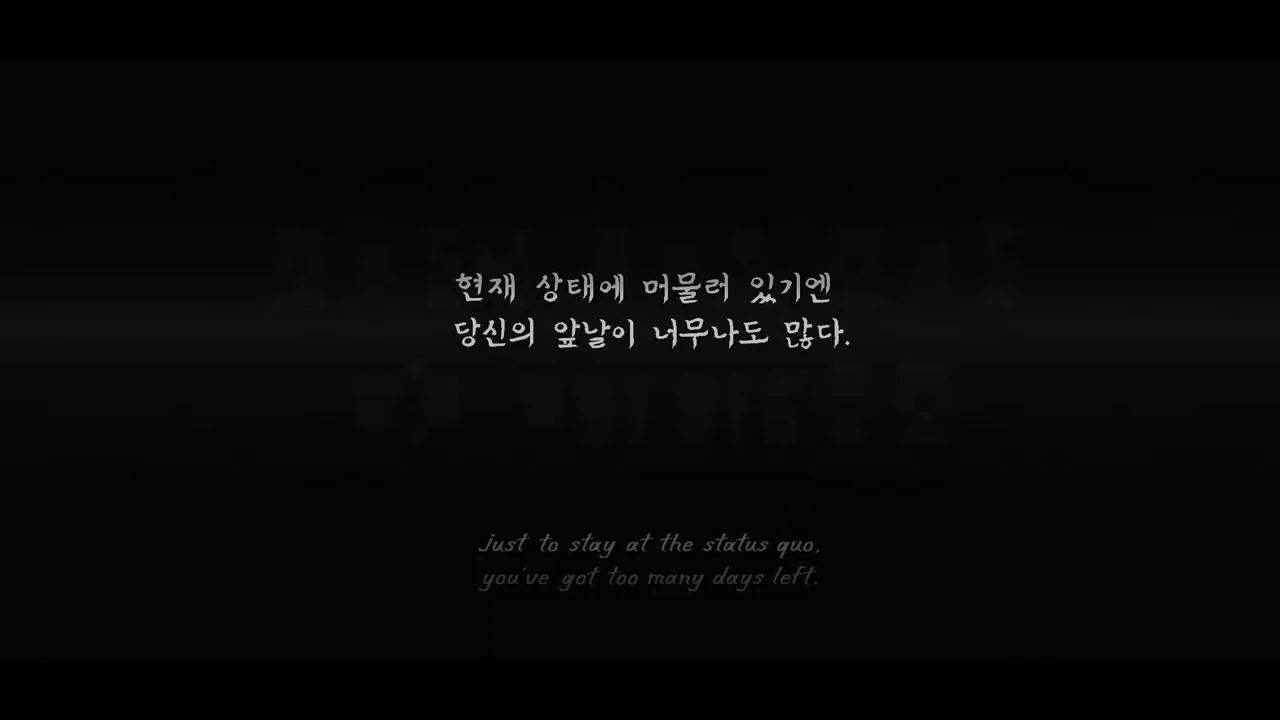 현재 상태에 머물러 있기엔
당신의 앞날이 너무나도 많다.
just to stay at the status quo,
you've got too many days left.